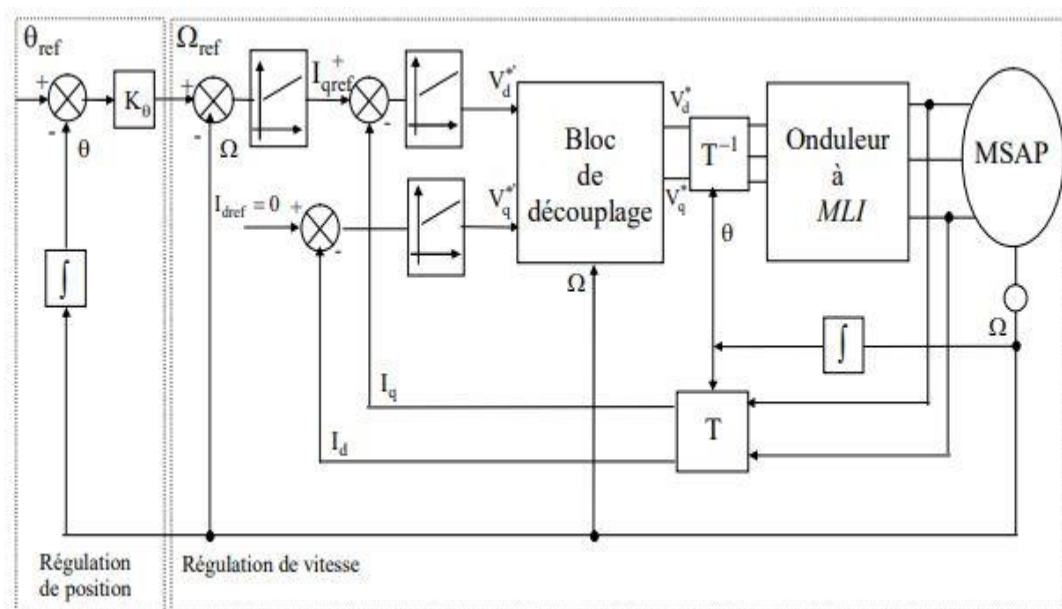 θref
+
-
Kθ
θ
∫
Régulation
de position
Ωref
+
-
Ω
Iqref
+
-
Idref = 0
+
-
Vd*'
Vq*'
Bloc
de
découplage
Ω
Vd*
Vq*
T⁻¹
θ
Onduleur
à
MLI
MSAP
Ω
∫
Iq
Id
T
Régulation de vitesse